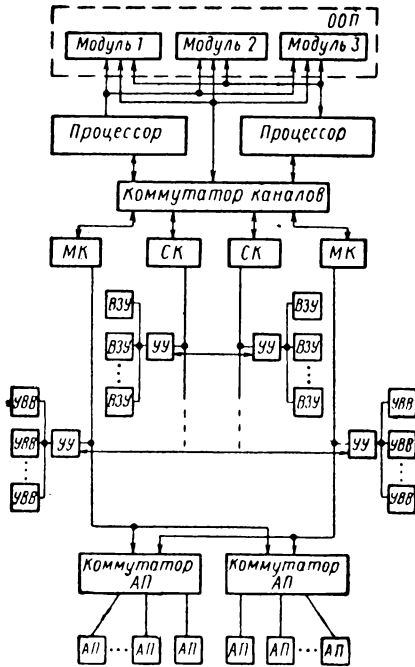 ООП
Модуль 1 Модуль 2 Модуль 3
Процессор Процессор
Коммутатор каналов
МК СК СК МК
ВЗУ ВЗУ
ВЗУ УУ УУ ВЗУ
ВЗУ ВЗУ
УВВ УВВ
УВВ УУ УУ УВВ
УВВ УВВ
Коммутатор АП Коммутатор АП
АП ... АП АП АП АП ... АП